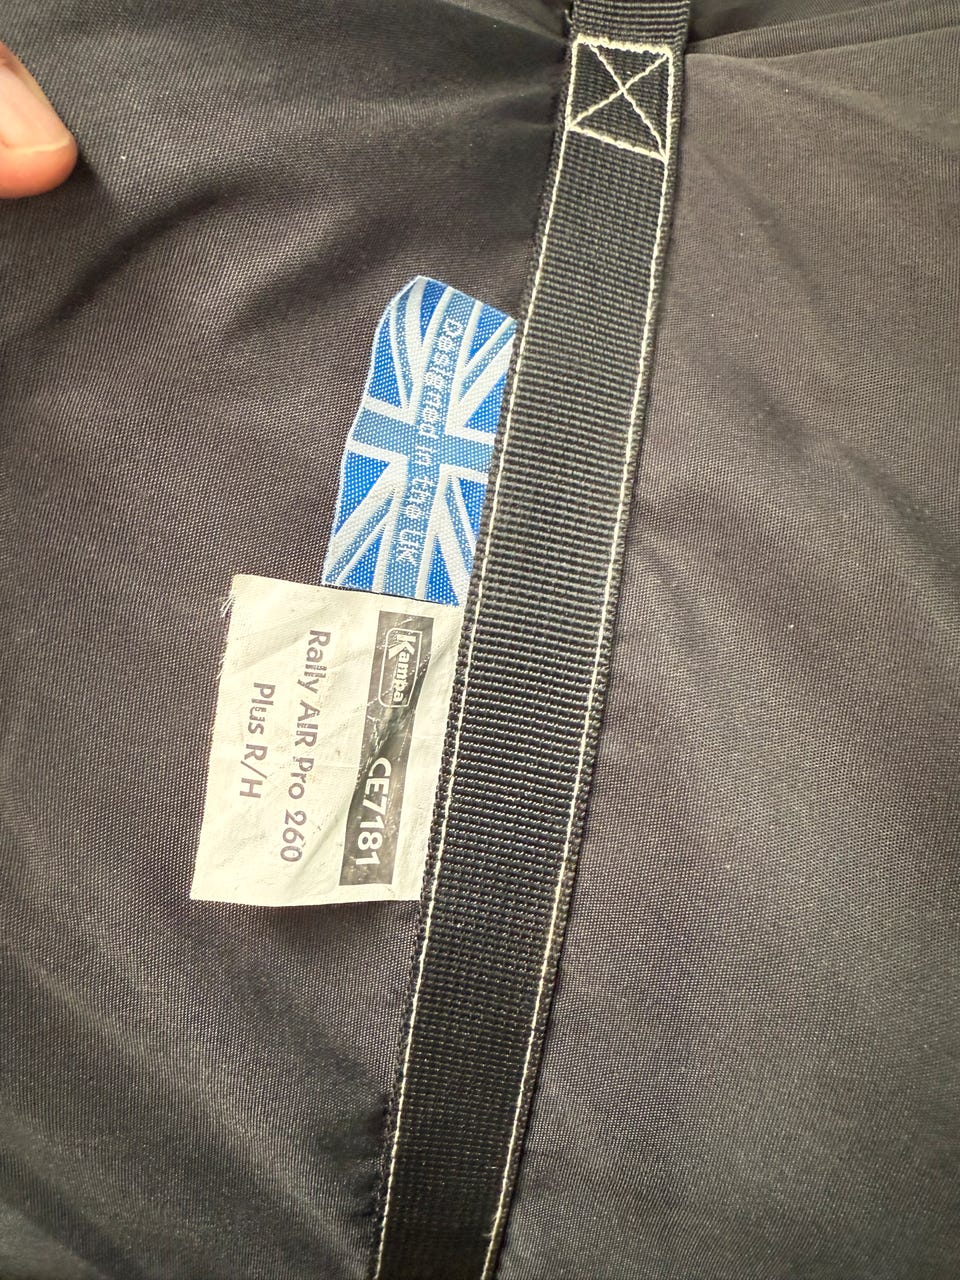 Designed in the UK
Kampa CE7181
Rally AIR Pro 260
Plus R/H